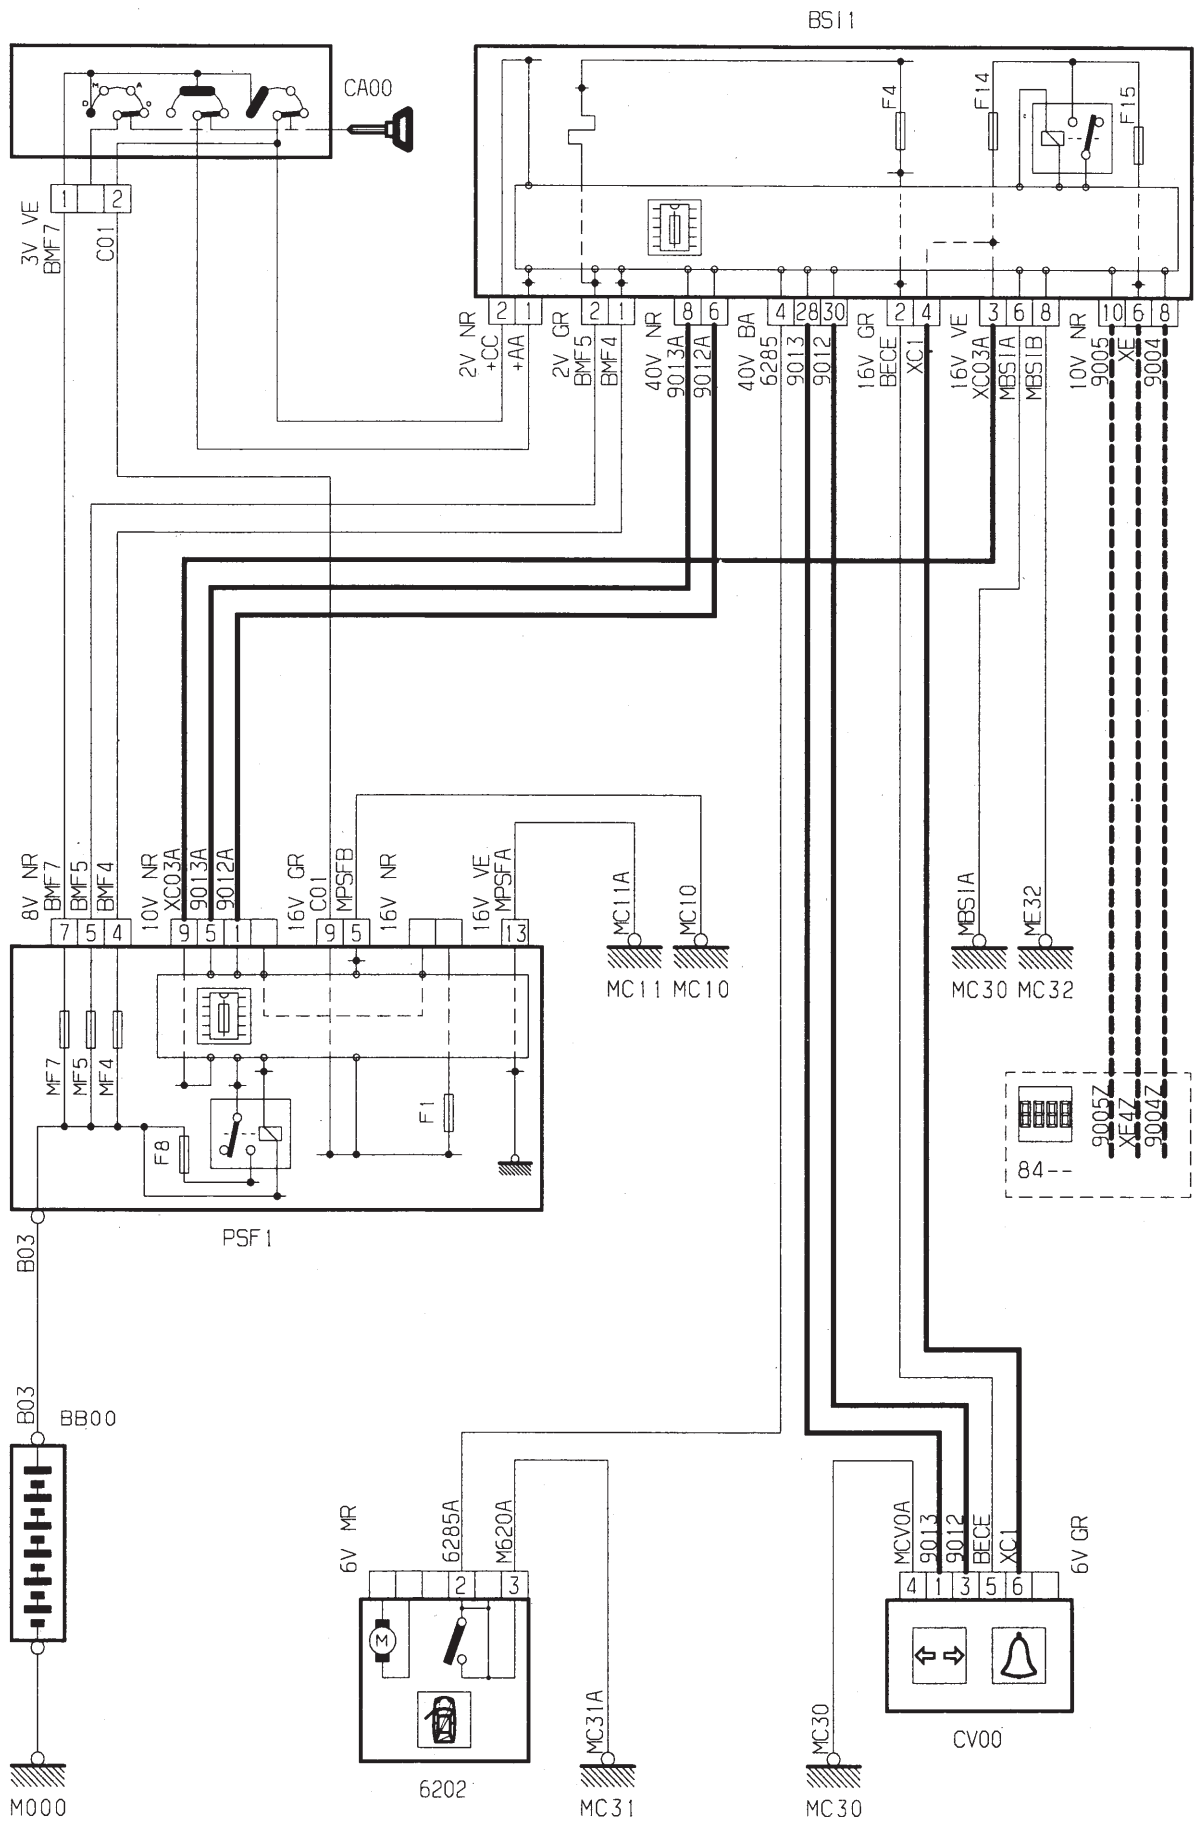 BSI1
CA00
M
A
D
D
F4
F14
F15
1
2
3V VE
BMF7
C01
2
1
2
1
8
6
4
28
30
2
4
3
6
8
10
6
8
2V NR
+CC
+AA
2V GR
BMF5
BMF4
40V NR
9013A
9012A
40V BA
6285
9013
9012
16V GR
BECE
XC1
16V VE
XC03A
MBSIA
MBSIB
10V NR
9005
XE
9004
8V NR
BMF7
BMF5
BMF4
10V NR
XC03A
9013A
9012A
16V GR
C01
MPSFB
16V NR
16V VE
MPSFA
MC11A
MC10
MBSIA
ME32
7
5
4
9
5
1
9
5
13
MC11
MC10
MC30
MC32
MF7
MF5
MF4
F8
F1
PSF1
9005Z
XE4Z
9004Z
84--
B03
B03
BB00
M000
6V MR
6285A
M620A
2
3
M
6202
MC31A
MC31
MC30
MC30
MCV0A
9013
9012
BECE
XC1
6V GR
4
1
3
5
6
CV00